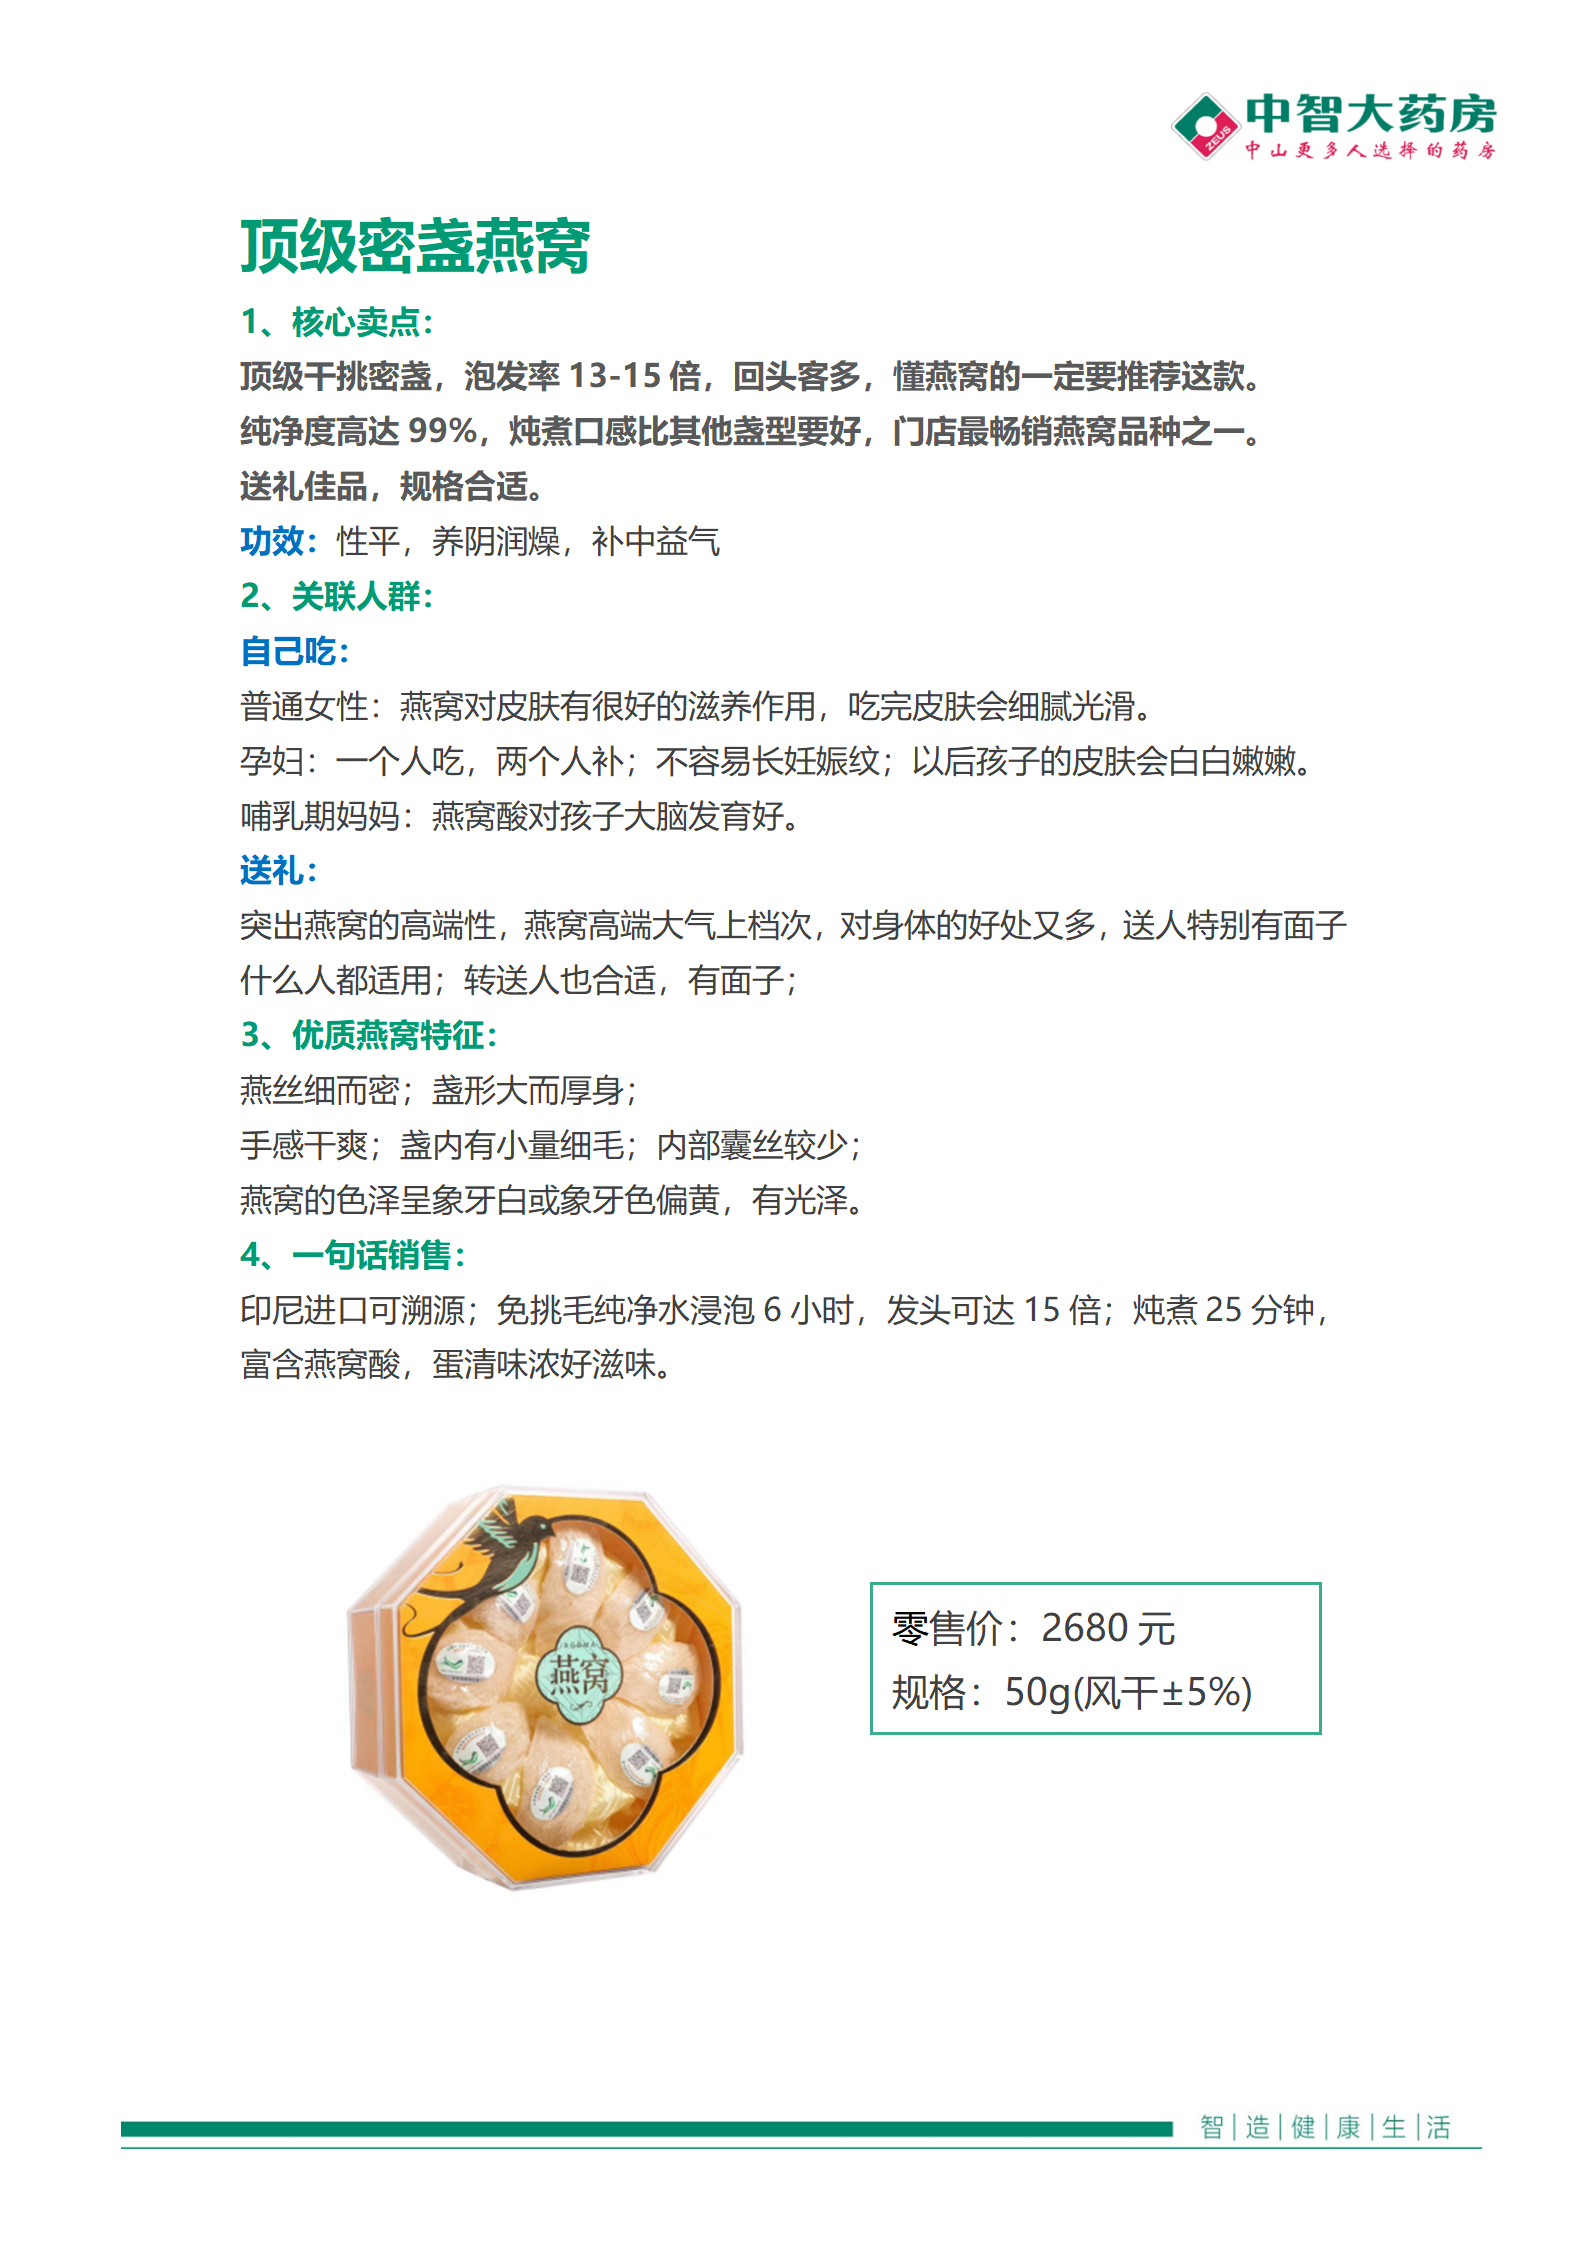 中智大药房
ZEUS
中山更多人选择的药房
顶级密盏燕窝
1、核心卖点：
顶级干挑密盏，泡发率 13-15 倍，回头客多，懂燕窝的一定要推荐这款。
纯净度高达 99%，炖煮口感比其他盏型要好，门店最畅销燕窝品种之一。
送礼佳品，规格合适。
功效：性平，养阴润燥，补中益气
2、关联人群：
自己吃：
普通女性：燕窝对皮肤有很好的滋养作用，吃完皮肤会细腻光滑。
孕妇：一个人吃，两个人补；不容易长妊娠纹；以后孩子的皮肤会白白嫩嫩。
哺乳期妈妈：燕窝酸对孩子大脑发育好。
送礼：
突出燕窝的高端性，燕窝高端大气上档次，对身体的好处又多，送人特别有面子
什么人都适用；转送人也合适，有面子；
3、优质燕窝特征：
燕丝细而密；盏形大而厚身；
手感干爽；盏内有小量细毛；内部囊丝较少；
燕窝的色泽呈象牙白或象牙色偏黄，有光泽。
4、一句话销售：
印尼进口可溯源；免挑毛纯净水浸泡 6 小时，发头可达 15 倍；炖煮 25 分钟，
富含燕窝酸，蛋清味浓好滋味。
燕窝
零售价：2680 元
规格：50g(风干±5%)
智|造|健|康|生|活